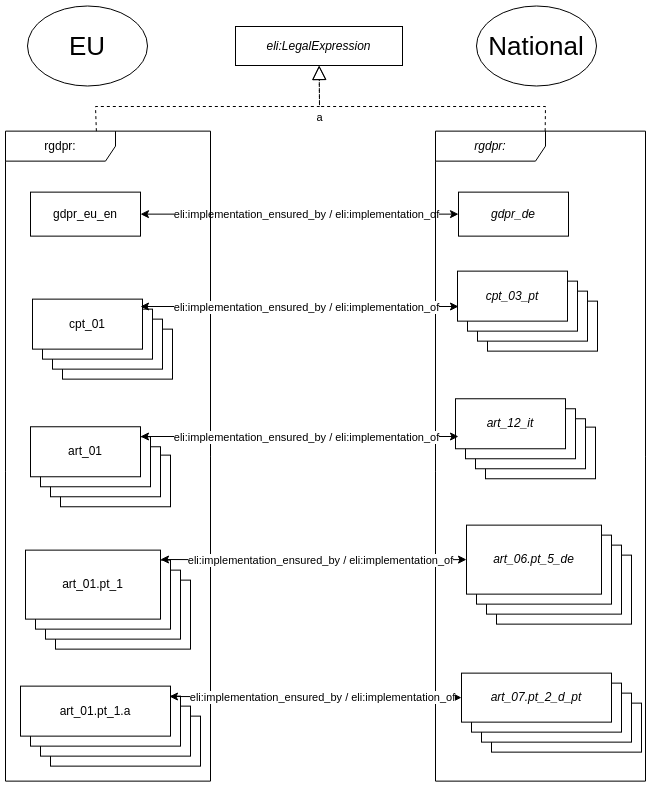 EU
eli:LegalExpression
National
a
rgdpr:
rgdpr:
gdpr_eu_en
eli:implementation_ensured_by / eli:implementation_of
gdpr_de
cpt_01
eli:implementation_ensured_by / eli:implementation_of
cpt_03_pt
art_01
eli:implementation_ensured_by / eli:implementation_of
art_12_it
art_01.pt_1
eli:implementation_ensured_by / eli:implementation_of
art_06.pt_5_de
art_01.pt_1.a
eli:implementation_ensured_by / eli:implementation_of
art_07.pt_2_d_pt